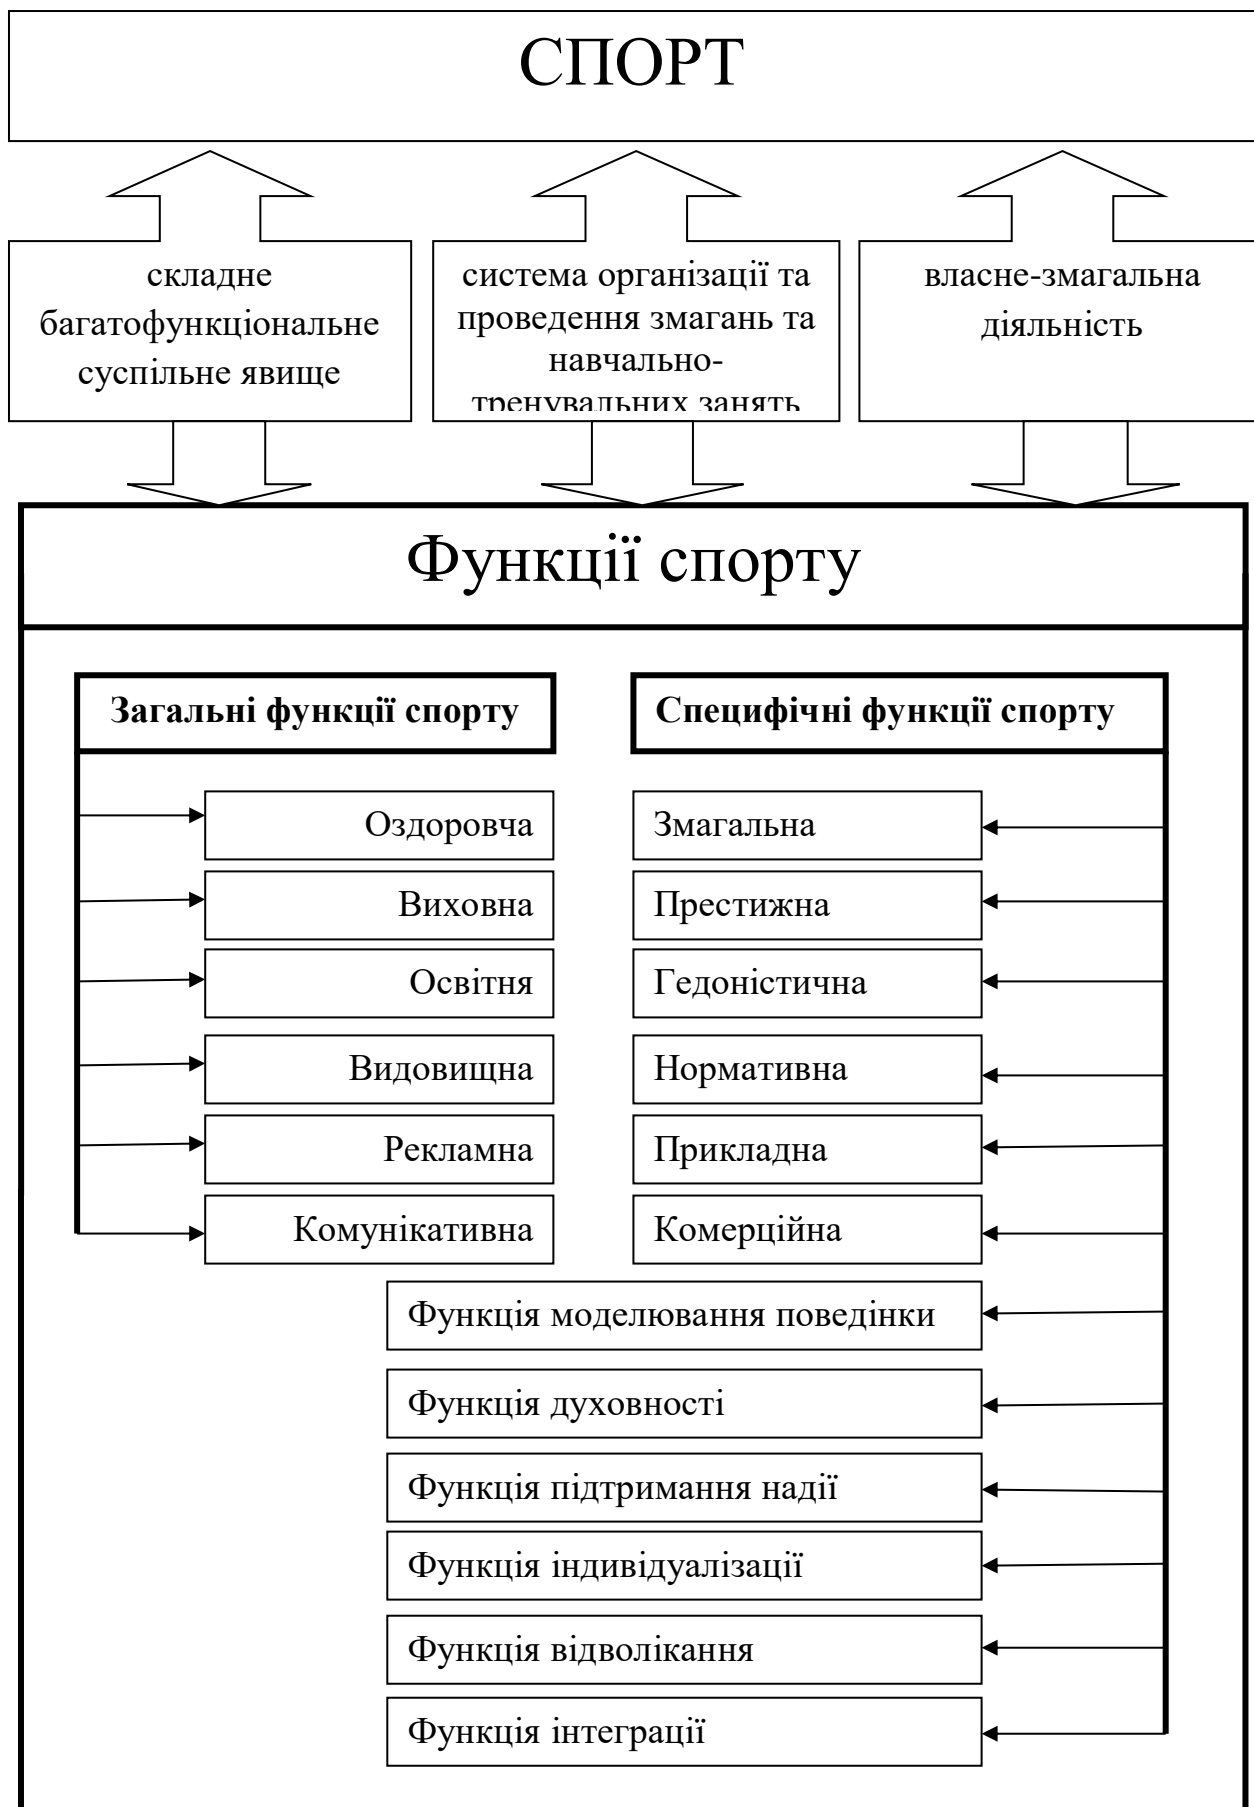 СПОРТ
складне
багатофункціональне
суспільне явище
система організації та
проведення змагань та
навчально-
тренувальних занять
власне-змагальна
діяльність
Функції спорту
Загальні функції спорту
Специфічні функції спорту
Оздоровча
Виховна
Освітня
Видовищна
Рекламна
Комунікативна
Змагальна
Престижна
Гедоністична
Нормативна
Прикладна
Комерційна
Функція моделювання поведінки
Функція духовності
Функція підтримання надії
Функція індивідуалізації
Функція відволікання
Функція інтеграції